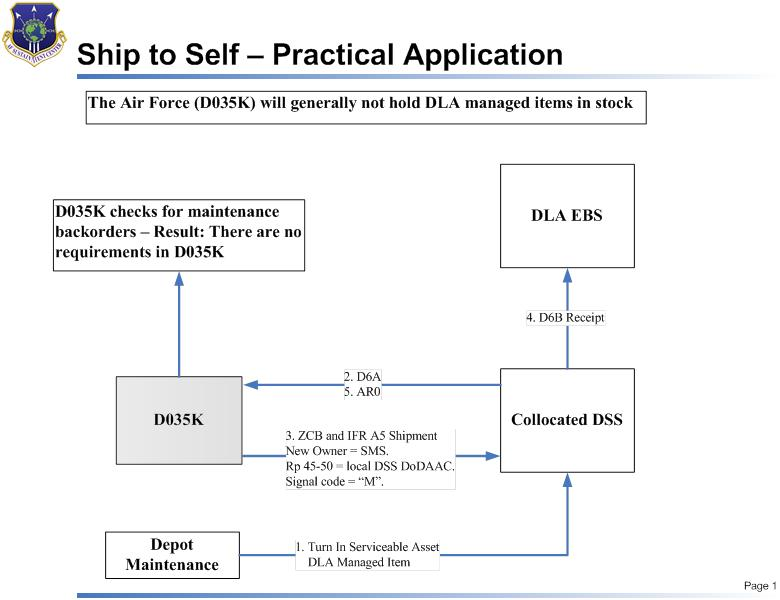 Ship to Self – Practical Application
The Air Force (D035K) will generally not hold DLA managed items in stock
DLA EBS
D035K checks for maintenance
backorders – Result: There are no
requirements in D035K
4. D6B Receipt
2. D6A
5. AR0
D035K
Collocated DSS
3. ZCB and IFR A5 Shipment
New Owner = SMS.
Rp 45-50 = local DSS DoDAAC.
Signal code = “M”.
Depot
Maintenance
1. Turn In Serviceable Asset
DLA Managed Item
Page 1